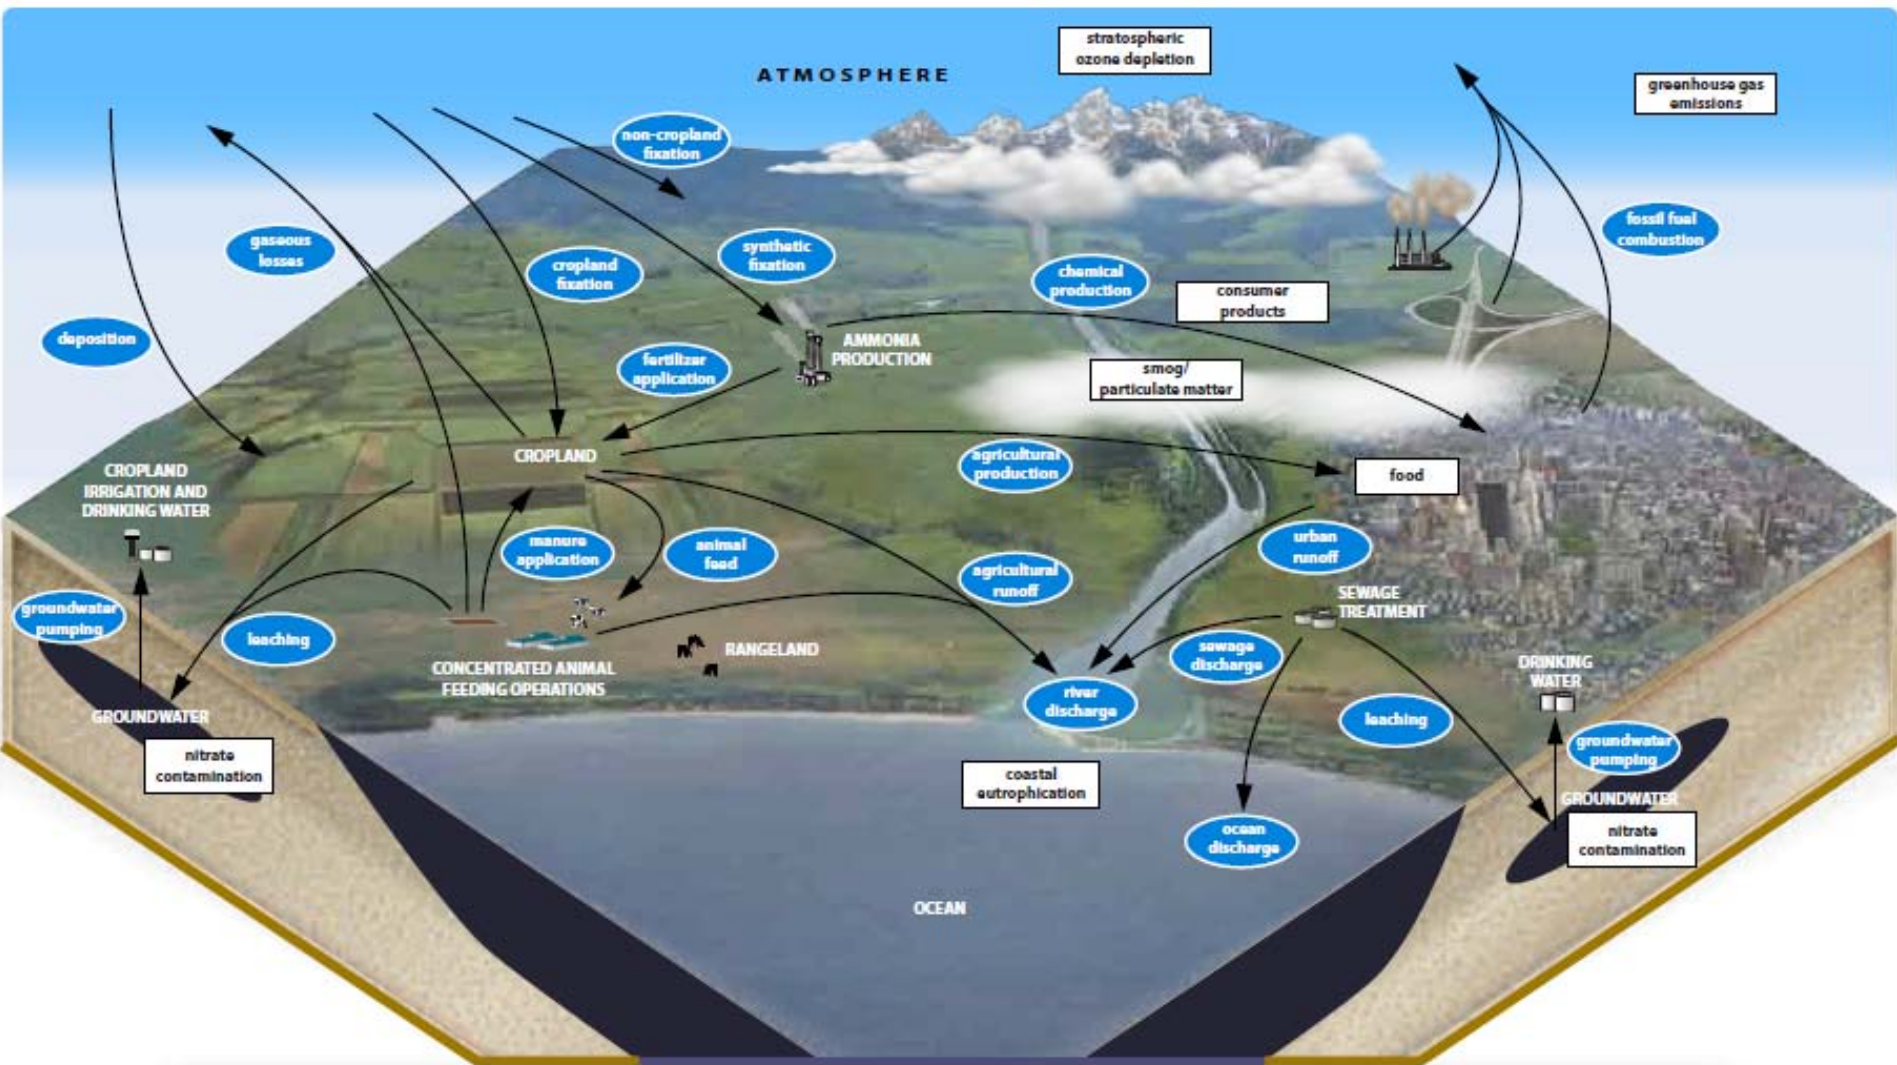 stratospheric
ozone depletion
ATMOSPHERE
greenhouse gas
emissions
non-cropland
fixation
fossil fuel
combustion
gaseous
losses
synthetic
fixation
cropland
fixation
chemical
production
consumer
products
deposition
AMMONIA
PRODUCTION
fertilizer
application
smog/
particulate matter
CROPLAND
agricultural
production
food
CROPLAND
IRRIGATION AND
DRINKING WATER
manure
application
animal
feed
urban
runoff
agricultural
runoff
SEWAGE
TREATMENT
groundwater
pumping
leaching
RANGELAND
sewage
discharge
CONCENTRATED ANIMAL
FEEDING OPERATIONS
DRINKING
WATER
river
discharge
leaching
GROUNDWATER
nitrate
contamination
groundwater
pumping
coastal
eutrophication
GROUNDWATER
ocean
discharge
nitrate
contamination
OCEAN